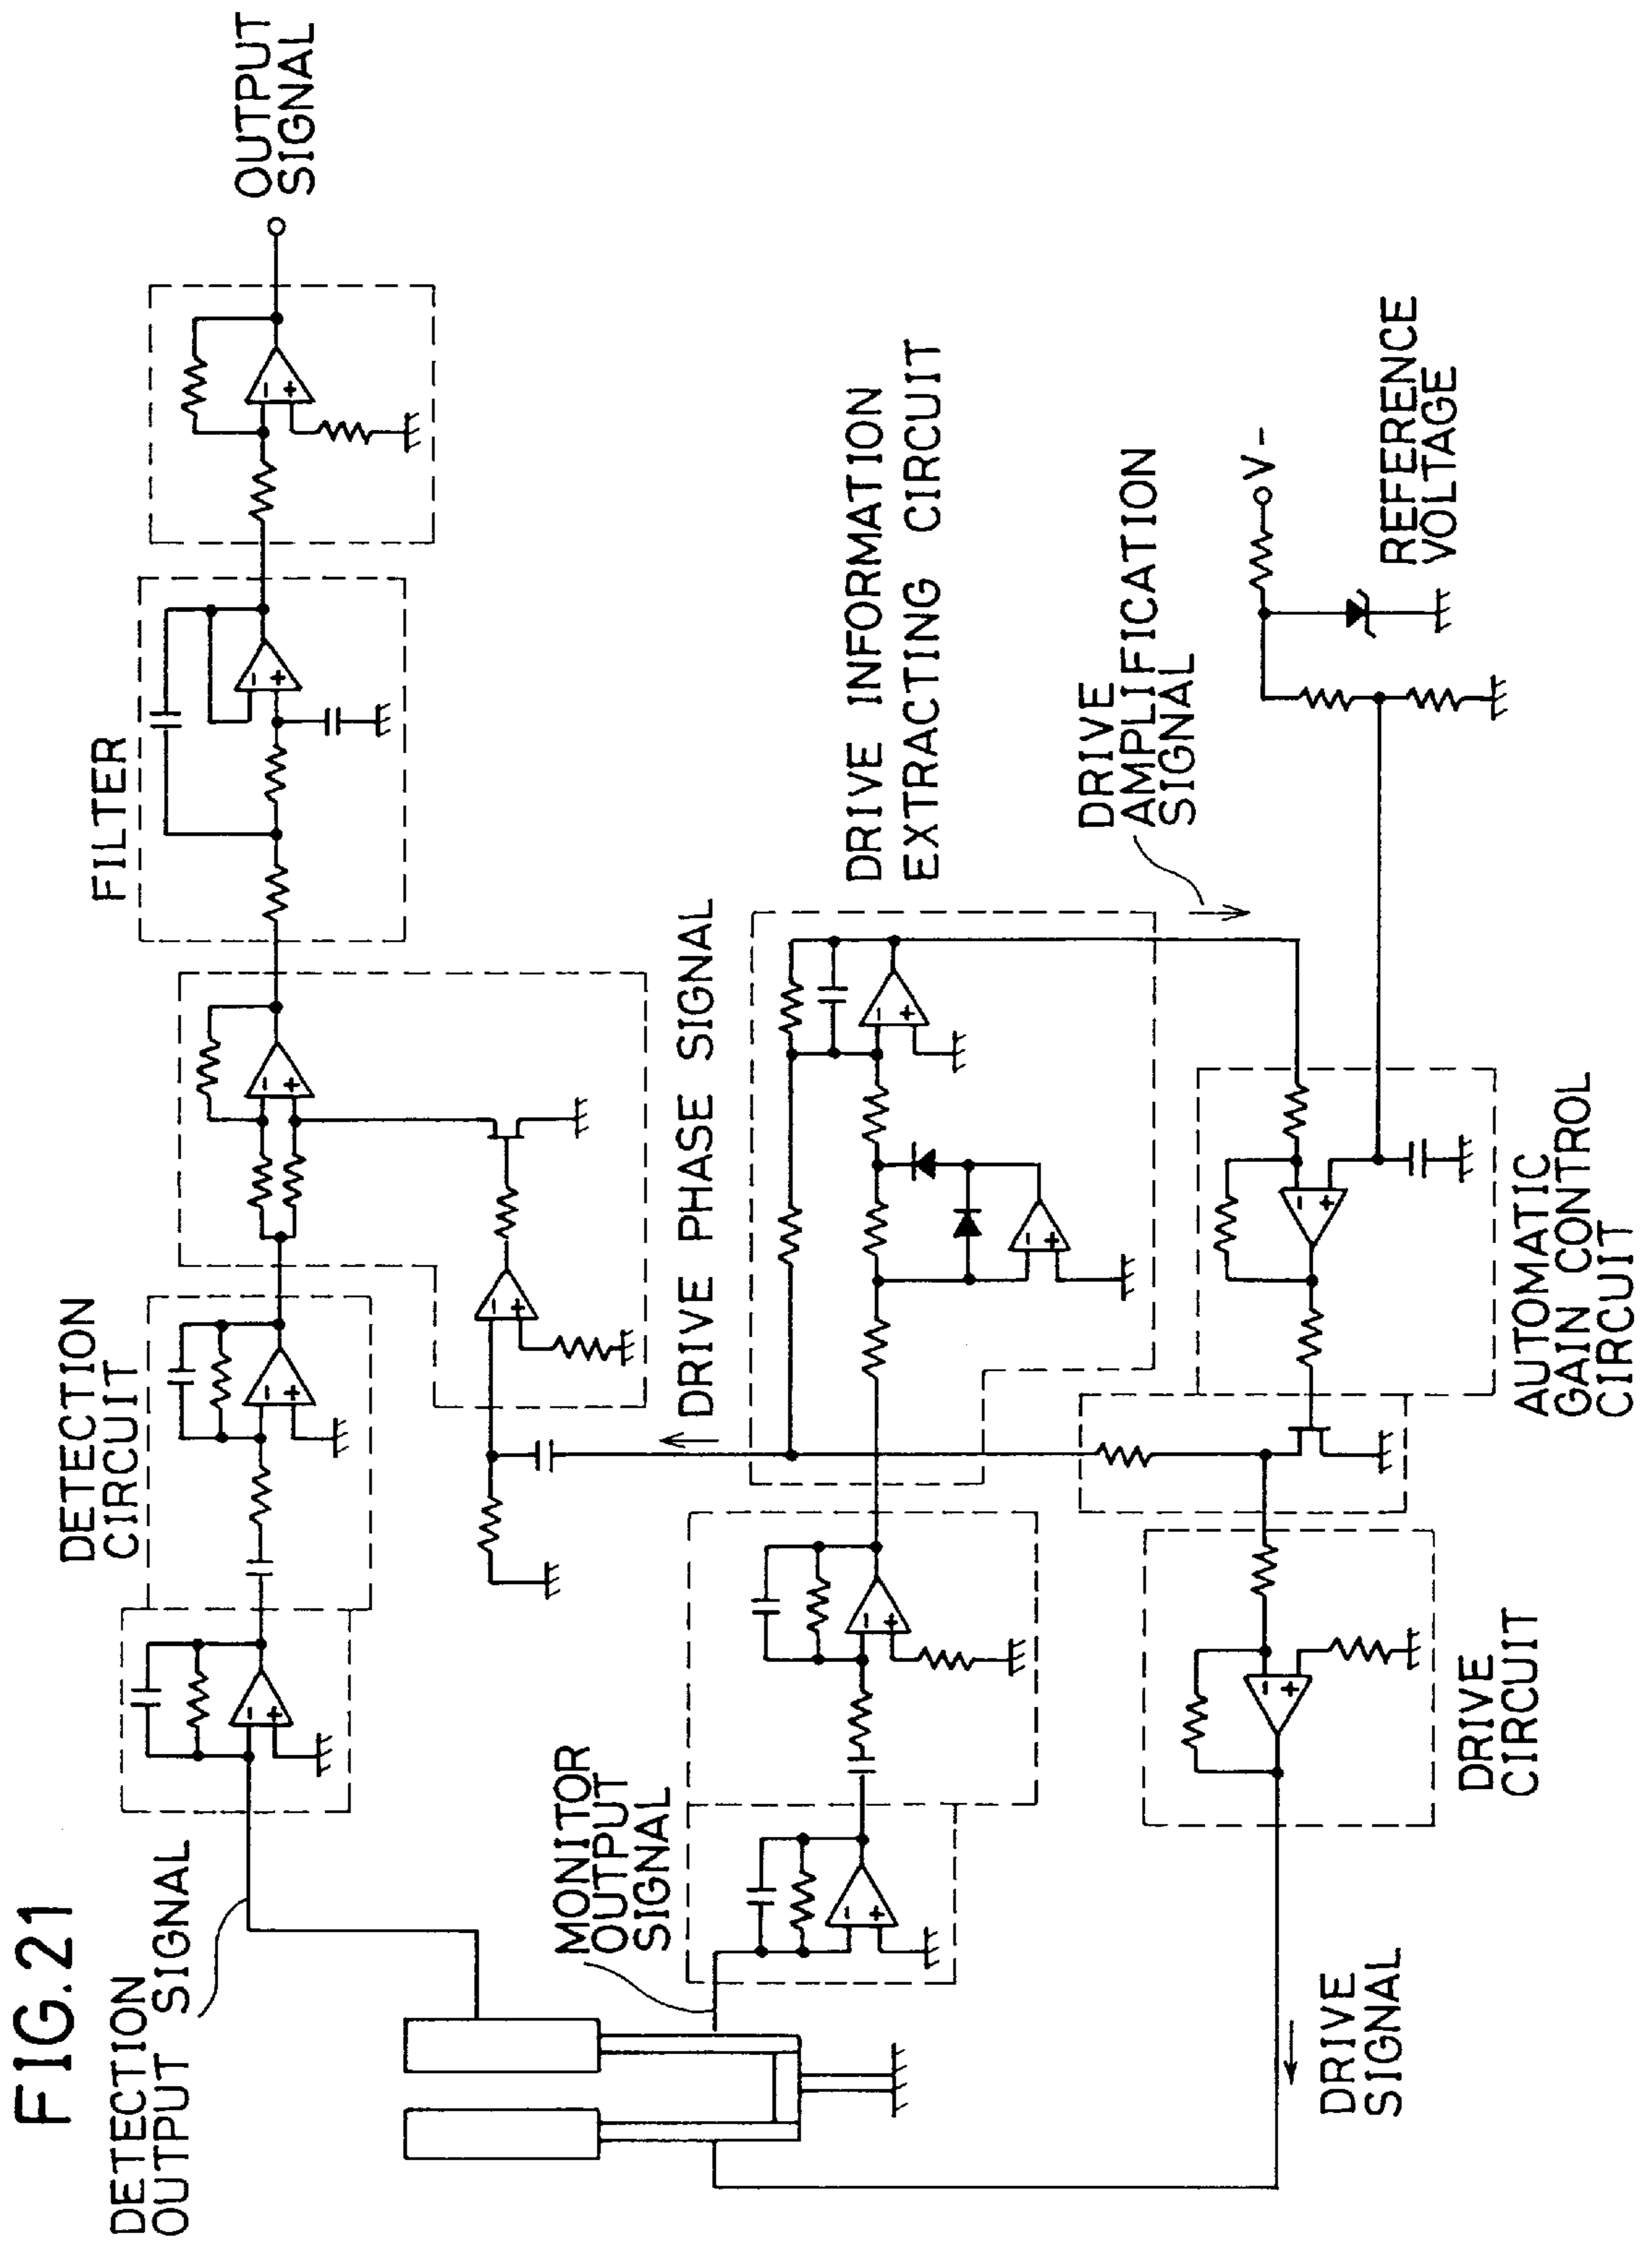 FIG.21
DETECTION
OUTPUT SIGNAL
DETECTION
CIRCUIT
FILTER
OUTPUT
SIGNAL
MONITOR
OUTPUT
SIGNAL
DRIVE PHASE SIGNAL
DRIVE INFORMATION
EXTRACTING CIRCUIT
DRIVE
AMPLIFICATION
SIGNAL
V-
REFERENCE
VOLTAGE
DRIVE
SIGNAL
DRIVE
CIRCUIT
AUTOMATIC
GAIN CONTROL
CIRCUIT